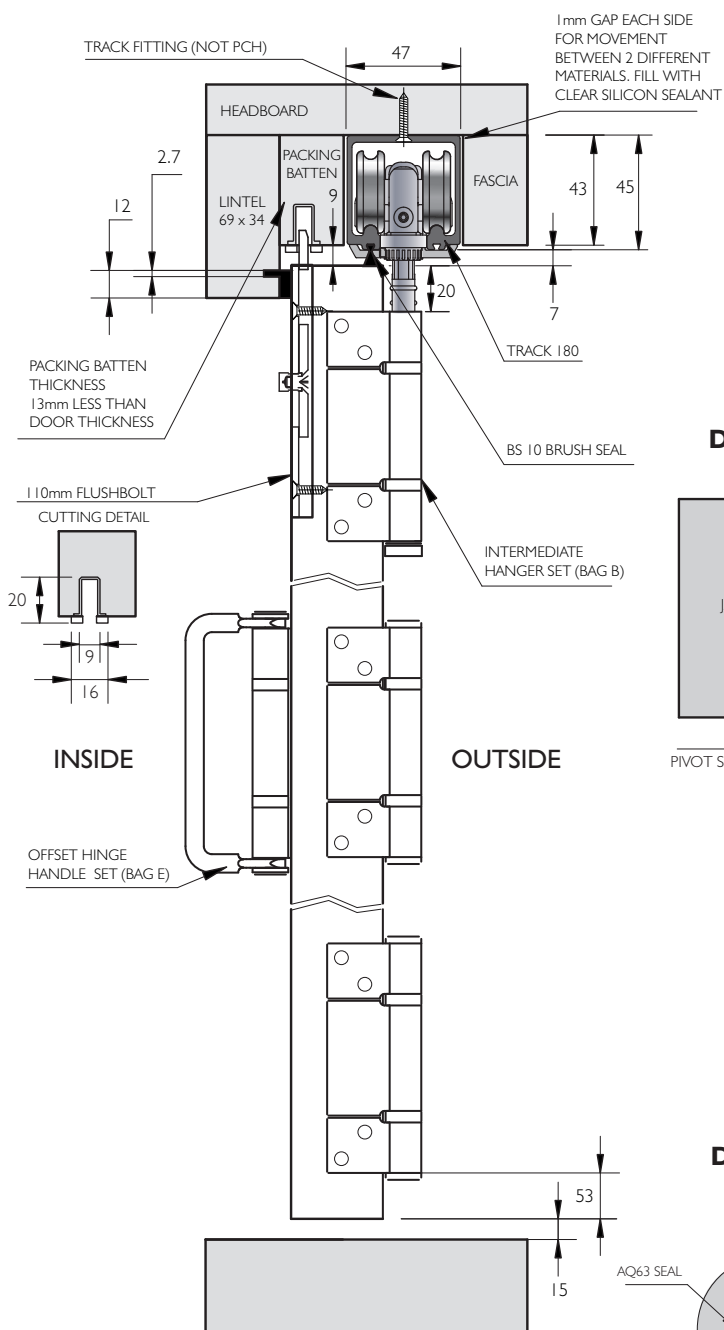 TRACK FITTING (NOT PCH)
47
1mm GAP EACH SIDE
FOR MOVEMENT
BETWEEN 2 DIFFERENT
MATERIALS. FILL WITH
CLEAR SILICON SEALANT
HEADBOARD
PACKING
BATTEN
9
FASCIA
43
45
2.7
12
LINTEL
69 x 34
20
7
TRACK 180
PACKING BATTEN
THICKNESS
13mm LESS THAN
DOOR THICKNESS
BS 10 BRUSH SEAL
D
110mm FLUSHBOLT
CUTTING DETAIL
INTERMEDIATE
HANGER SET (BAG B)
20
9
16
J
INSIDE
OUTSIDE
PIVOT S
OFFSET HINGE
HANDLE SET (BAG E)
D
53
15
AQ63 SEAL